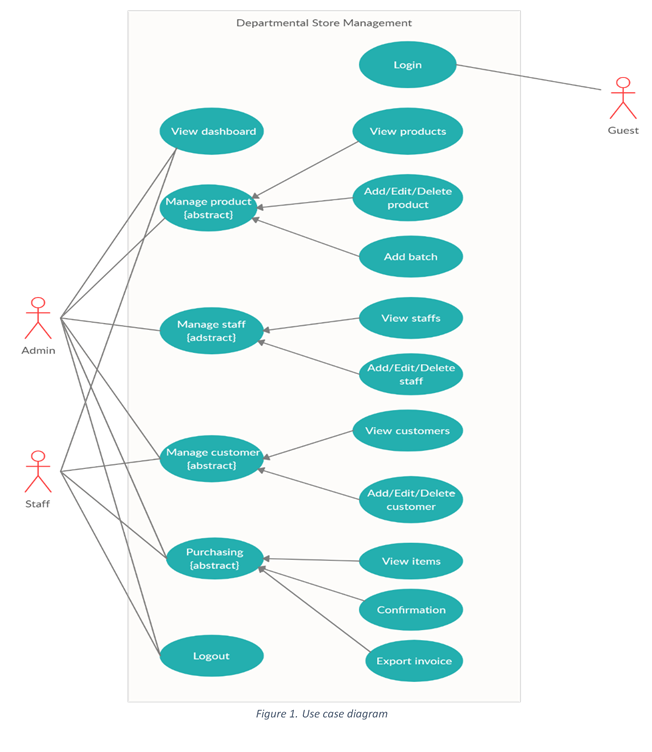 Departmental Store Management
Login
Guest
View dashboard
View products
Manage product
{abstract}
Add/Edit/Delete
product
Add batch
Admin
Manage staff
{adstract}
View staffs
Add/Edit/Delete
staff
Manage customer
{abstract}
View customers
Add/Edit/Delete
customer
Staff
Purchasing
{abstract}
View items
Confirmation
Logout
Export invoice
Figure 1. Use case diagram